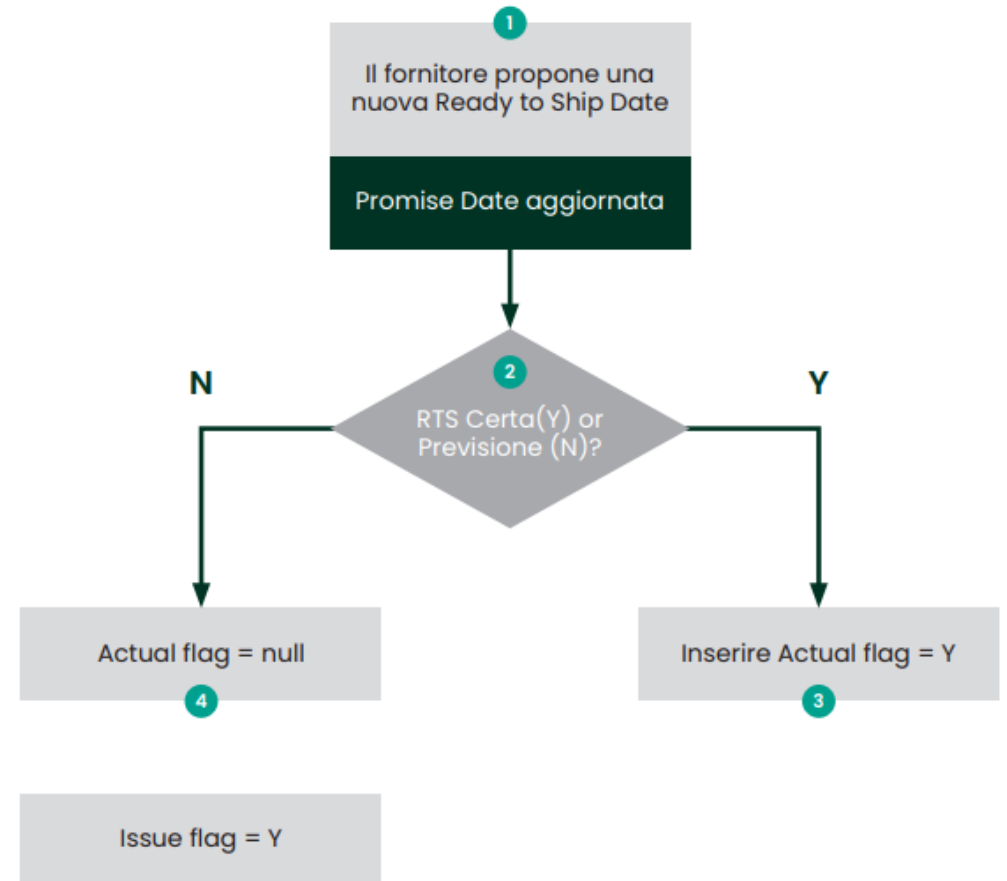 1
Il fornitore propone una
nuova Ready to Ship Date
Promise Date aggiornata
N
Y
2
RTS Certa(Y) or
Previsione (N)?
Actual flag = null
Inserire Actual flag = Y
4
3
Issue flag = Y